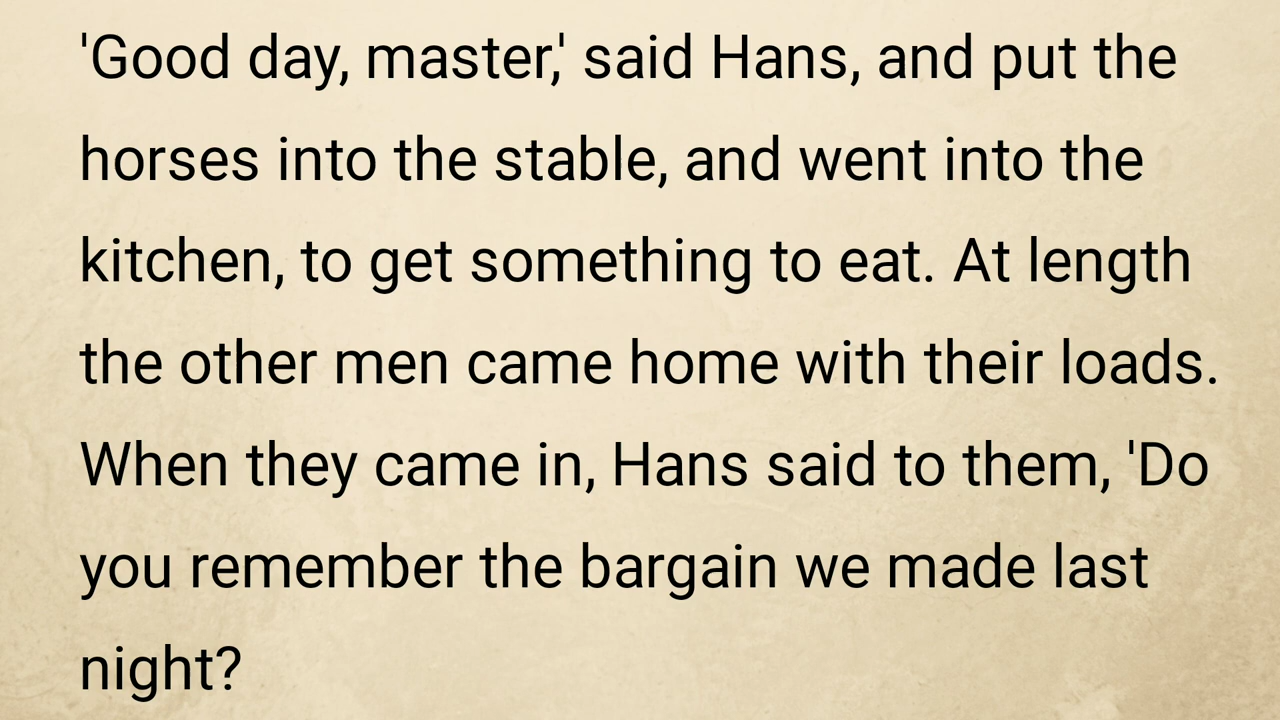 'Good day, master,' said Hans, and put the
horses into the stable, and went into the
kitchen, to get something to eat. At length
the other men came home with their loads.
When they came in, Hans said to them, 'Do
you remember the bargain we made last
night?